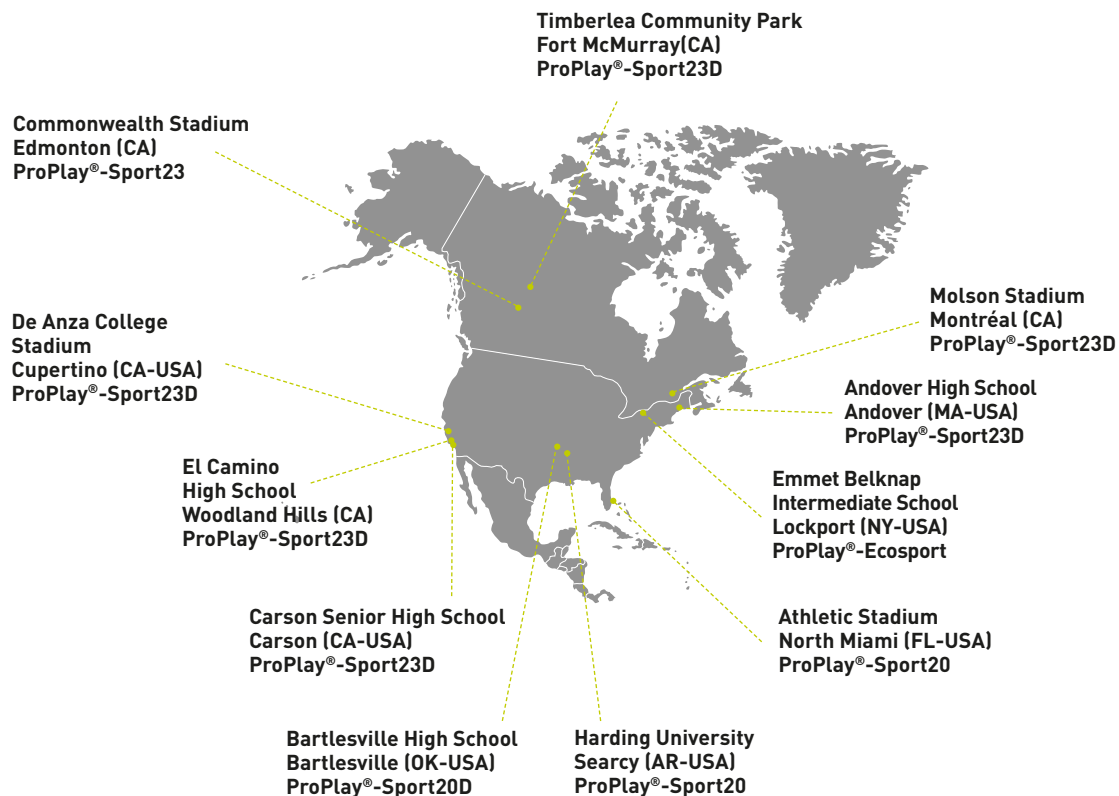 Timberlea Community Park
Fort McMurray(CA)
ProPlay®-Sport23D
Commonwealth Stadium
Edmonton (CA)
ProPlay®-Sport23
Molson Stadium
Montréal (CA)
ProPlay®-Sport23D
De Anza College
Stadium
Cupertino (CA-USA)
ProPlay®-Sport23D
Andover High School
Andover (MA-USA)
ProPlay®-Sport23D
El Camino
High School
Woodland Hills (CA)
ProPlay®-Sport23D
Emmet Belknap
Intermediate School
Lockport (NY-USA)
ProPlay®-Ecosport
Carson Senior High School
Carson (CA-USA)
ProPlay®-Sport23D
Athletic Stadium
North Miami (FL-USA)
ProPlay®-Sport20
Bartlesville High School
Bartlesville (OK-USA)
ProPlay®-Sport20D
Harding University
Searcy (AR-USA)
ProPlay®-Sport20